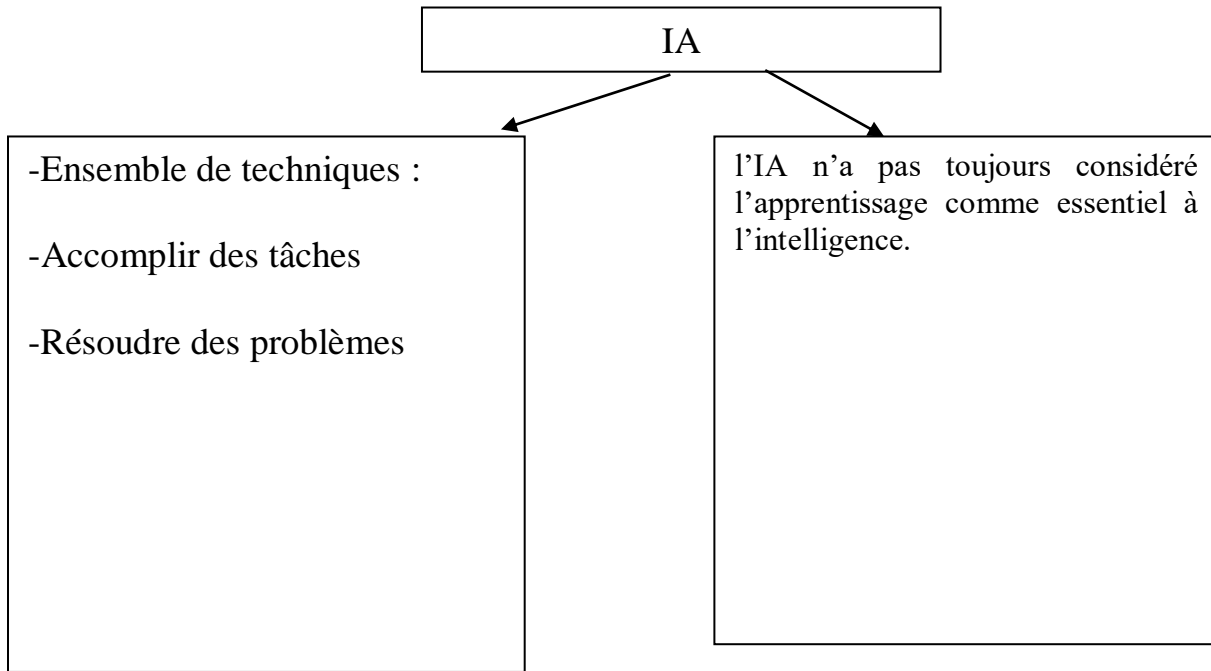 IA
-Ensemble de techniques :
-Accomplir des tâches
-Résoudre des problèmes
l’IA n’a pas toujours considéré
l’apprentissage comme essentiel à
l’intelligence.